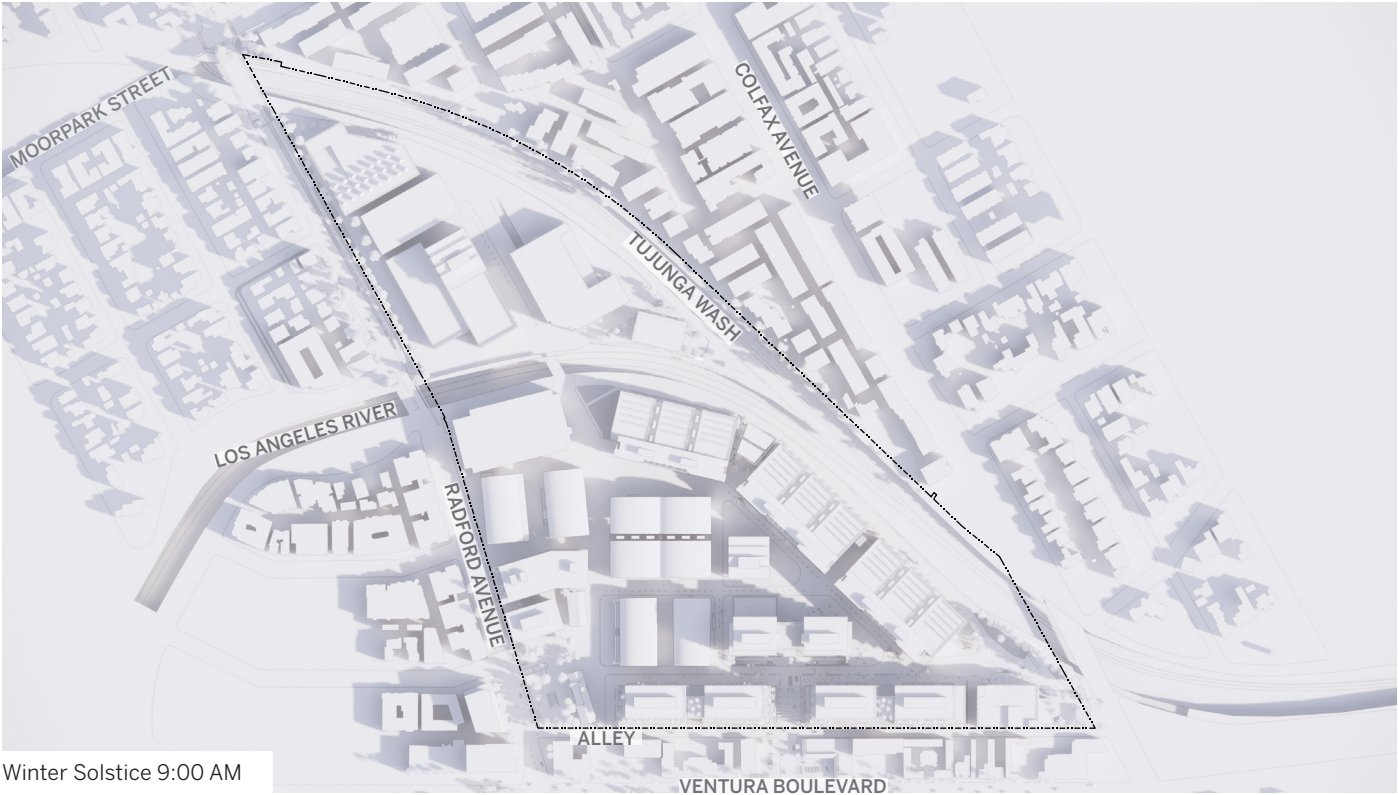 MOORPARK STREET
COLFAX AVENUE
TUJUNGA WASH
LOS ANGELES RIVER
RADFORD AVENUE
ALLEY
Winter Solstice 9:00 AM
VENTURA BOULEVARD